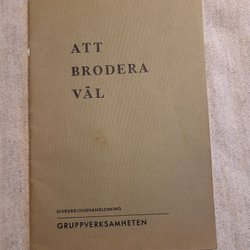 ATT
BRODERA
VÄL
DISKUSSIONSHANDLEDNING
GRUPPVERKSAMHETEN